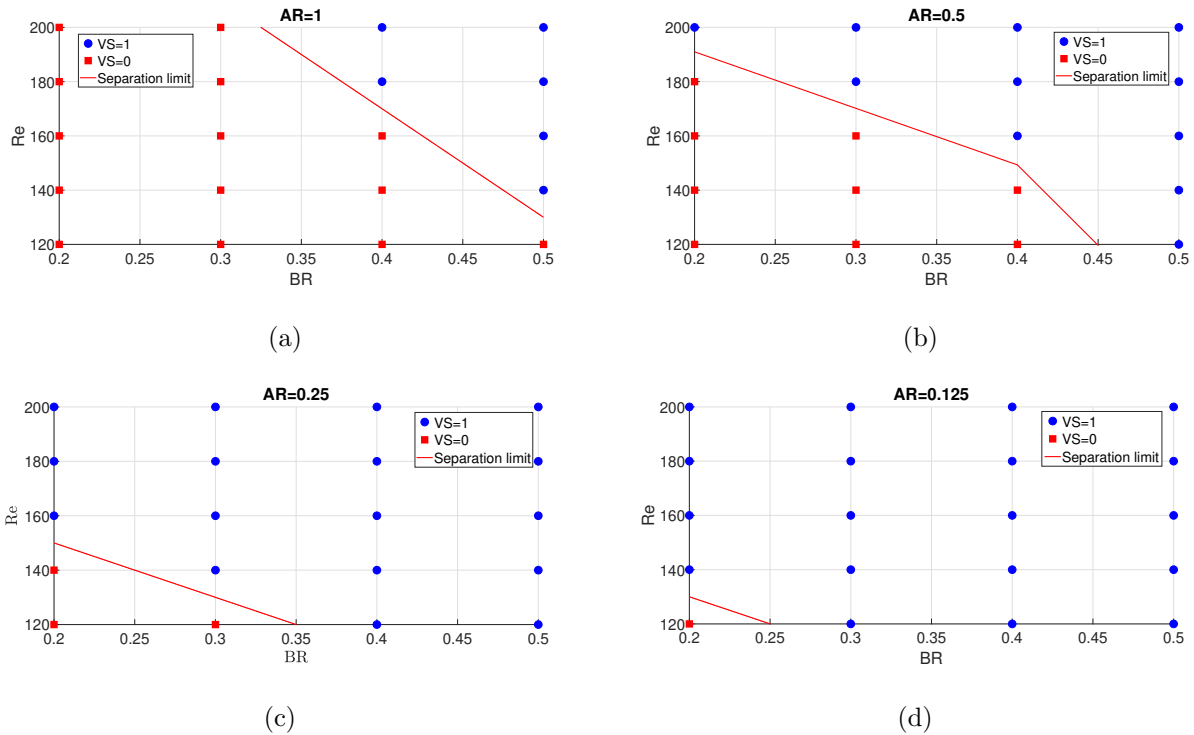 AR=1
200
180
160
140
120
Re
VS=1
VS=0
Separation limit
0.2 0.25 0.3 0.35 0.4 0.45 0.5
BR
(a)
AR=0.5
200
180
160
140
120
Re
VS=1
VS=0
Separation limit
0.2 0.25 0.3 0.35 0.4 0.45 0.5
BR
(b)
AR=0.25
200
180
160
140
120
Re
VS=1
VS=0
Separation limit
0.2 0.25 0.3 0.35 0.4 0.45 0.5
BR
(c)
AR=0.125
200
180
160
140
120
Re
VS=1
VS=0
Separation limit
0.2 0.25 0.3 0.35 0.4 0.45 0.5
BR
(d)